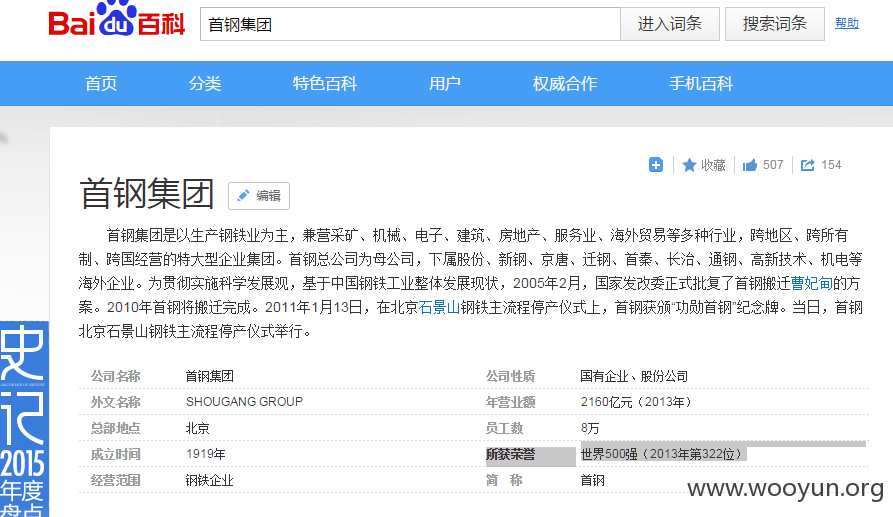 Bai du 百科
首钢集团
进入词条
搜索词条
帮助
首页 分类 特色百科 用户 权威合作 手机百科
收藏 507 154
首钢集团 编辑
首钢集团是以生产钢铁业为主，兼营采矿、机械、电子、建筑、房地产、服务业、海外贸易等多种行业，跨地区、跨所有
制、跨国经营的特大型企业集团。首钢总公司为母公司，下属股份、新钢、京唐、迁钢、首秦、长治、通钢、高新技术、机电等
海外企业。为贯彻实施科学发展观，基于中国钢铁工业整体发展现状，2005年2月，国家发改委正式批复了首钢搬迁曹妃甸的方
案。2010年首钢将搬迁完成。2011年1月13日，在北京石景山钢铁主流程停产仪式上，首钢获颁“功勋首钢”纪念牌。当日，首钢
北京石景山钢铁主流程停产仪式举行。
公司名称 首钢集团 公司性质 国有企业、股份公司
外文名称 SHOUGANG GROUP 年营业额 2160亿元（2013年）
总部地点 北京 员工数 8万
成立时间 1919年 所获荣誉 世界500强（2013年第322位）
经营范围 钢铁企业 简 称 首钢
史
记
2015
年度
盘点
www.wooyun.org